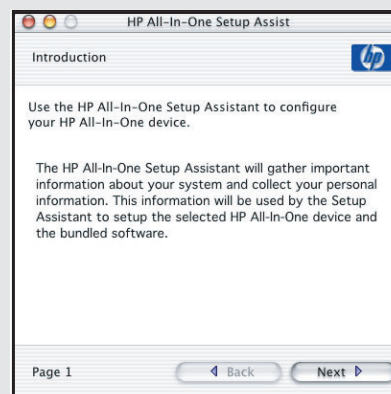 HP All-In-One Setup Assist
Introduction
hp
Use the HP All-In-One Setup Assistant to configure
your HP All-In-One device.
The HP All-In-One Setup Assistant will gather important
information about your system and collect your personal
information. This information will be used by the Setup
Assistant to setup the selected HP All-In-One device and
the bundled software.
Page 1
Back
Next